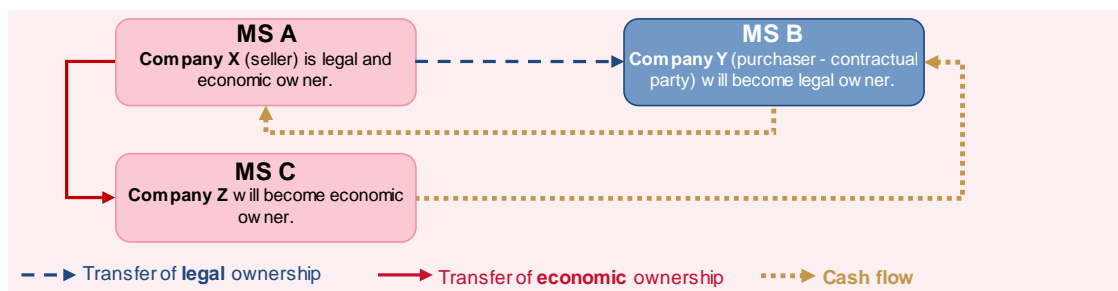 MS A
Company X (seller) is legal and
economic owner.
MS B
Company Y (purchaser - contractual
party) will become legal owner.
MS C
Company Z will become economic
owner.
Transfer of legal ownership
Transfer of economic ownership
Cash flow